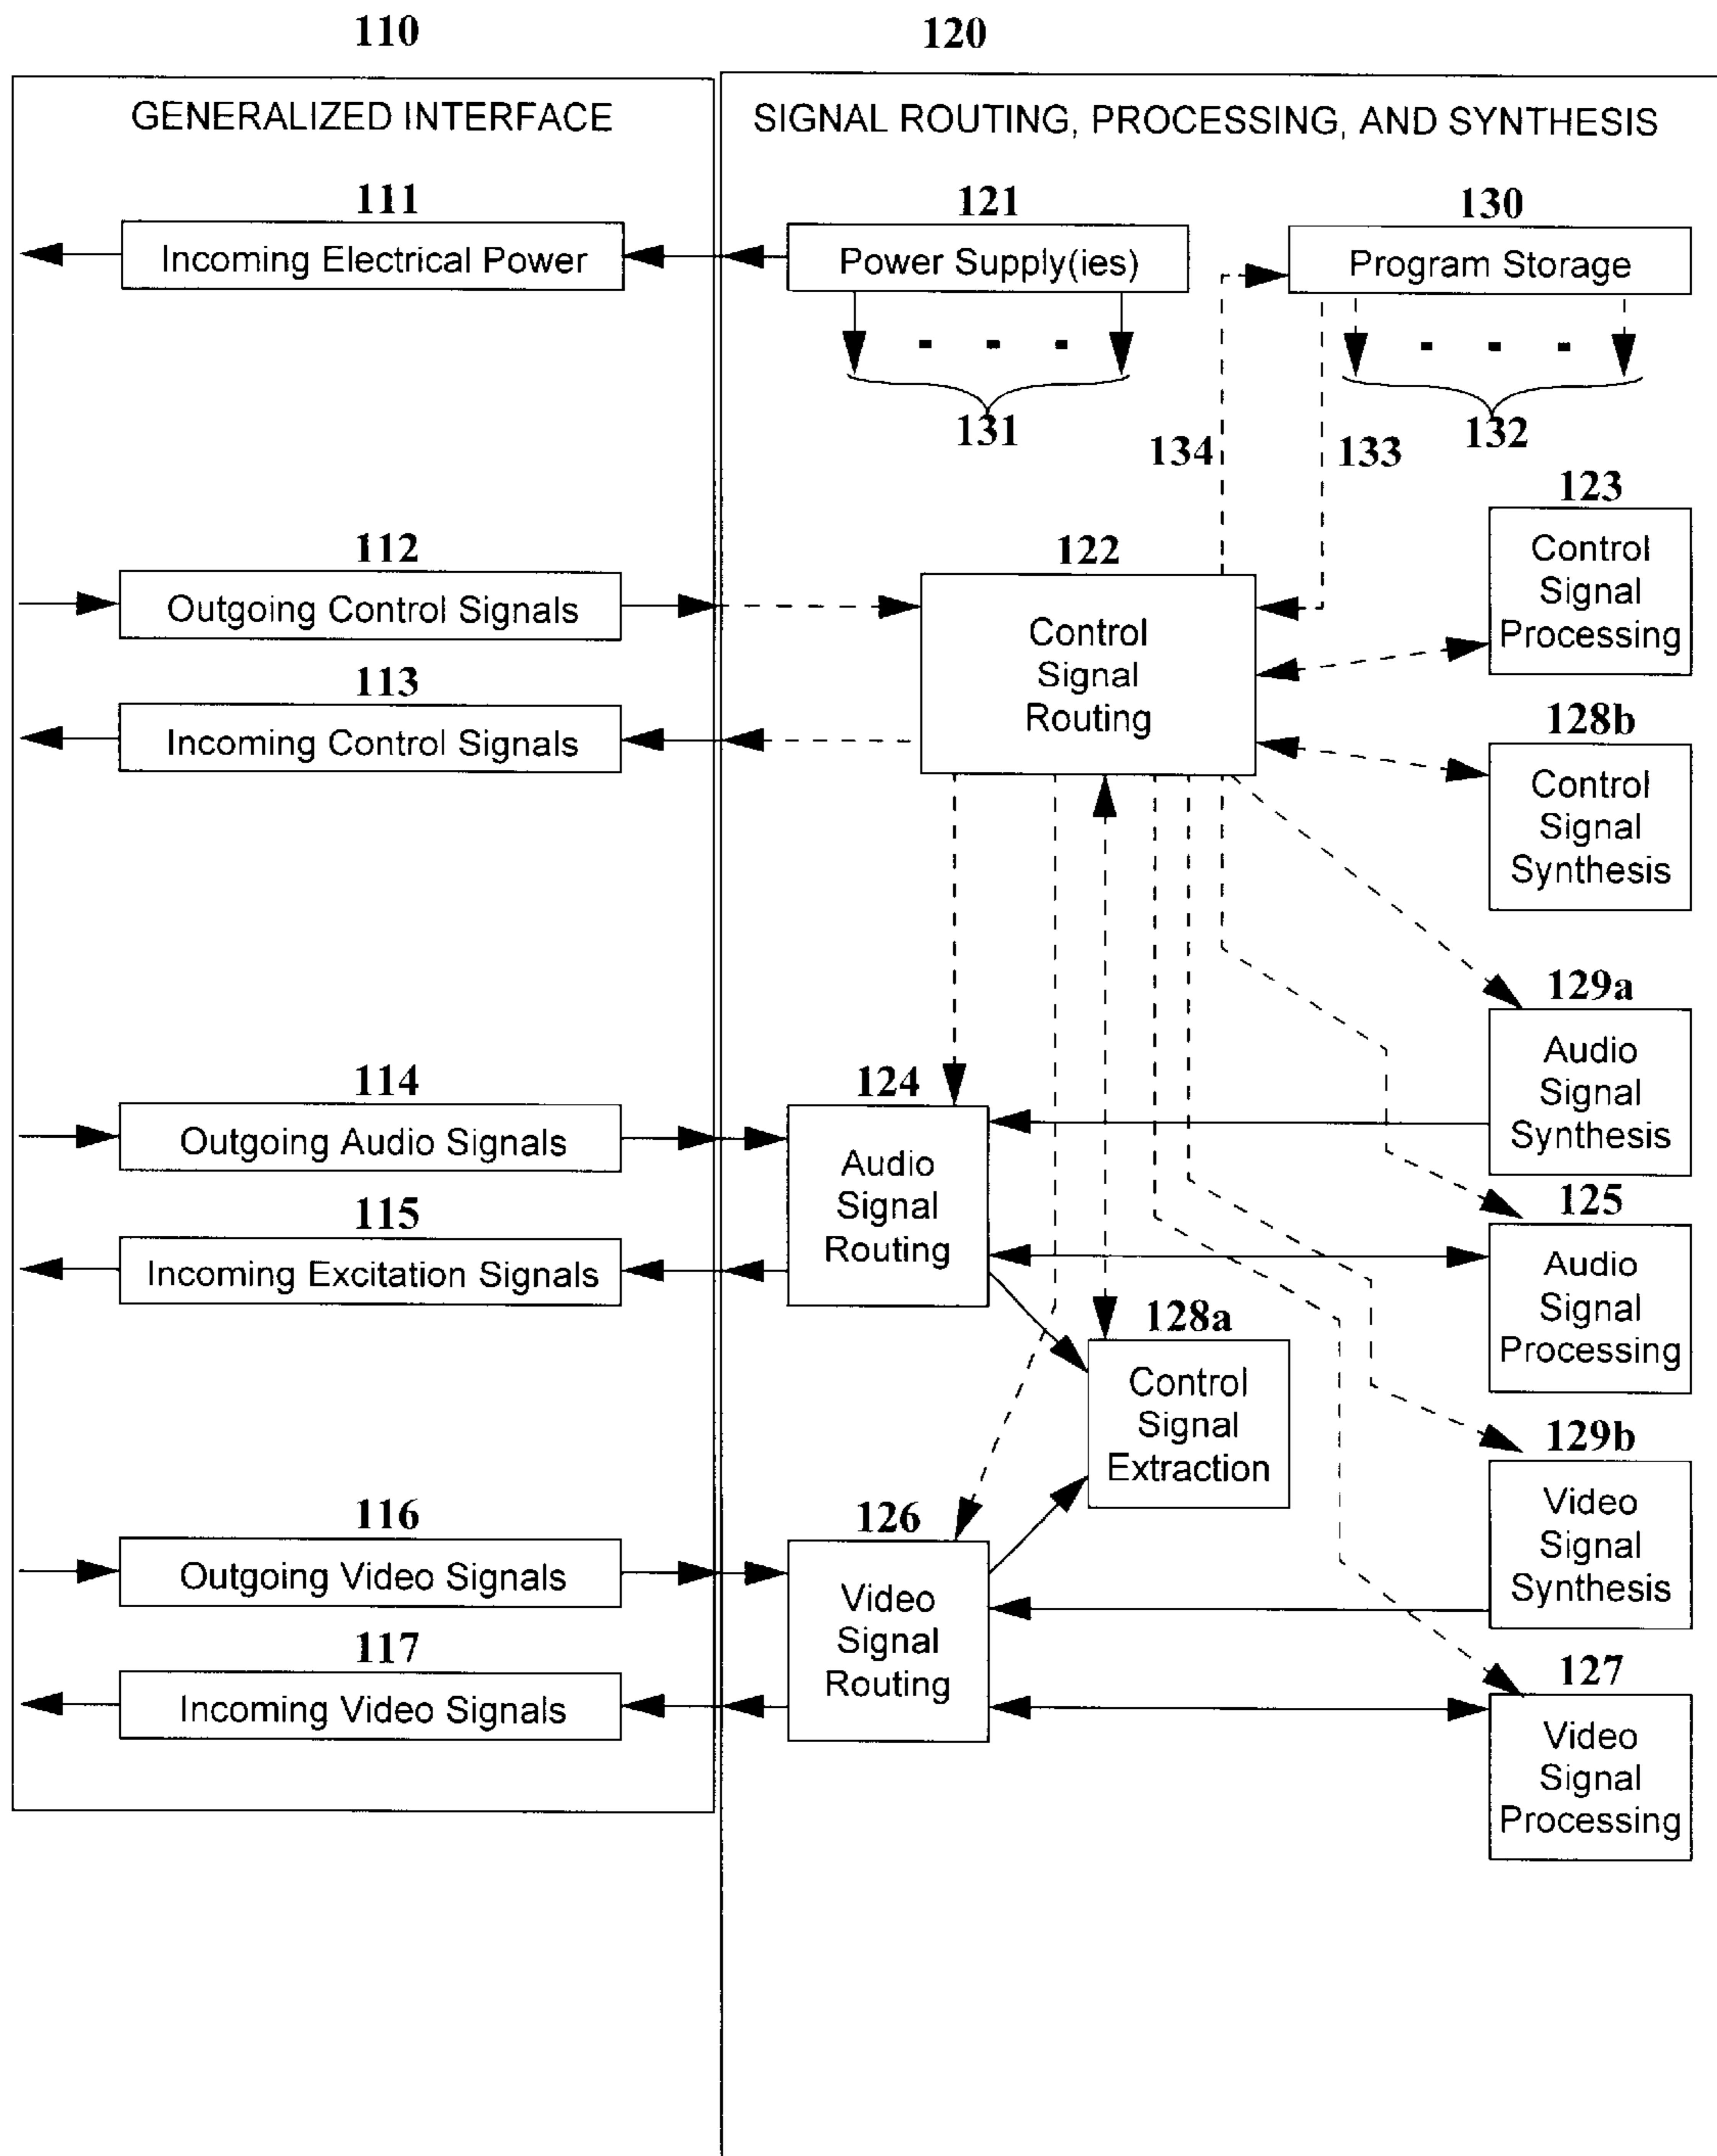 110
120
GENERALIZED INTERFACE
SIGNAL ROUTING, PROCESSING, AND SYNTHESIS
111
121
130
Incoming Electrical Power
Power Supply(ies)
Program Storage
131
132
134
133
123
Control
Signal
Processing
112
122
Outgoing Control Signals
Control
Signal
Routing
113
Incoming Control Signals
128b
Control
Signal
Synthesis
129a
Audio
Signal
Synthesis
114
124
Outgoing Audio Signals
Audio
Signal
Routing
115
Incoming Excitation Signals
125
Audio
Signal
Processing
128a
Control
Signal
Extraction
129b
Video
Signal
Synthesis
116
126
Outgoing Video Signals
Video
Signal
Routing
117
Incoming Video Signals
127
Video
Signal
Processing